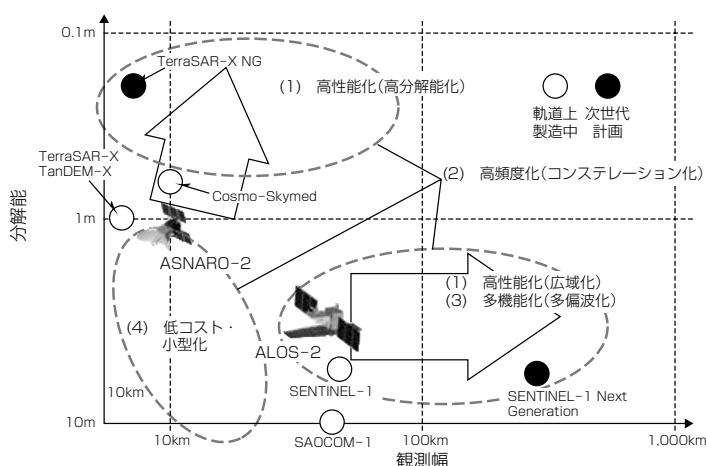 0.1m
TerraSAR-X NG
(1) 高性能化(高分解能化)
軌道上 次世代
製造中 計画
TerraSAR-X
TanDEM-X
(2) 高頻度化(コンステレーション化)
Cosmo-Skymed
分解能
1m
ASNARO-2
(1) 高性能化(広域化)
(3) 多機能化(多偏波化)
(4) 低コスト・
小型化
ALOS-2
10km
SENTINEL-1
SENTINEL-1 Next
Generation
10m
10km
SAOCOM-1
100km
1,000km
観測幅